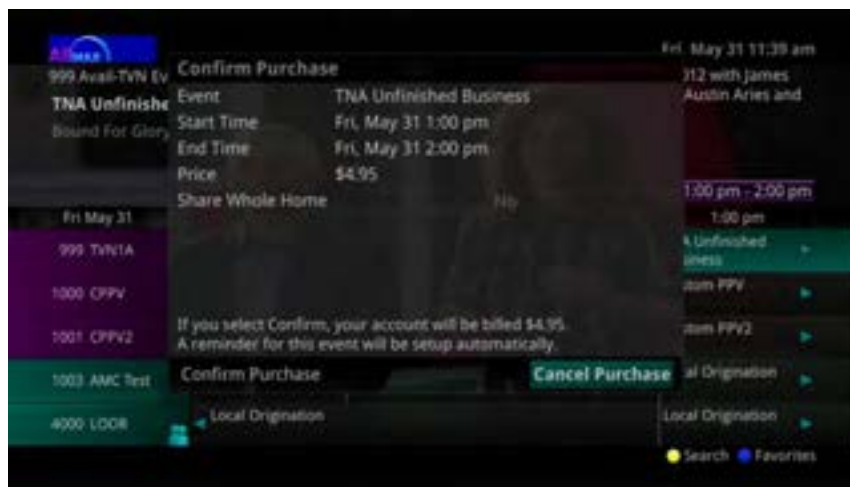 Fri May 31 11:39 am
999 Avail-TVN Ev
012 with James
TNA Unfinishe
Austin Aries and
Bound For Glory
Confirm Purchase
Event TNA Unfinished Business
Start Time Fri, May 31 1:00 pm
End Time Fri, May 31 2:00 pm
Price $4.95
Share Whole Home No
1:00 pm - 2:00 pm
Fri May 31
1:00 pm
999 TVN1A
A Unfinished
siness
1000 CPPV
stom PPV
1001 CPPV2
stom PPV2
If you select Confirm, your account will be billed $4.95.
A reminder for this event will be setup automatically.
Confirm Purchase Cancel Purchase
1003 AMC Test
al Origination
4000 LOOR
Local Origination
Local Origination
Search Favorites